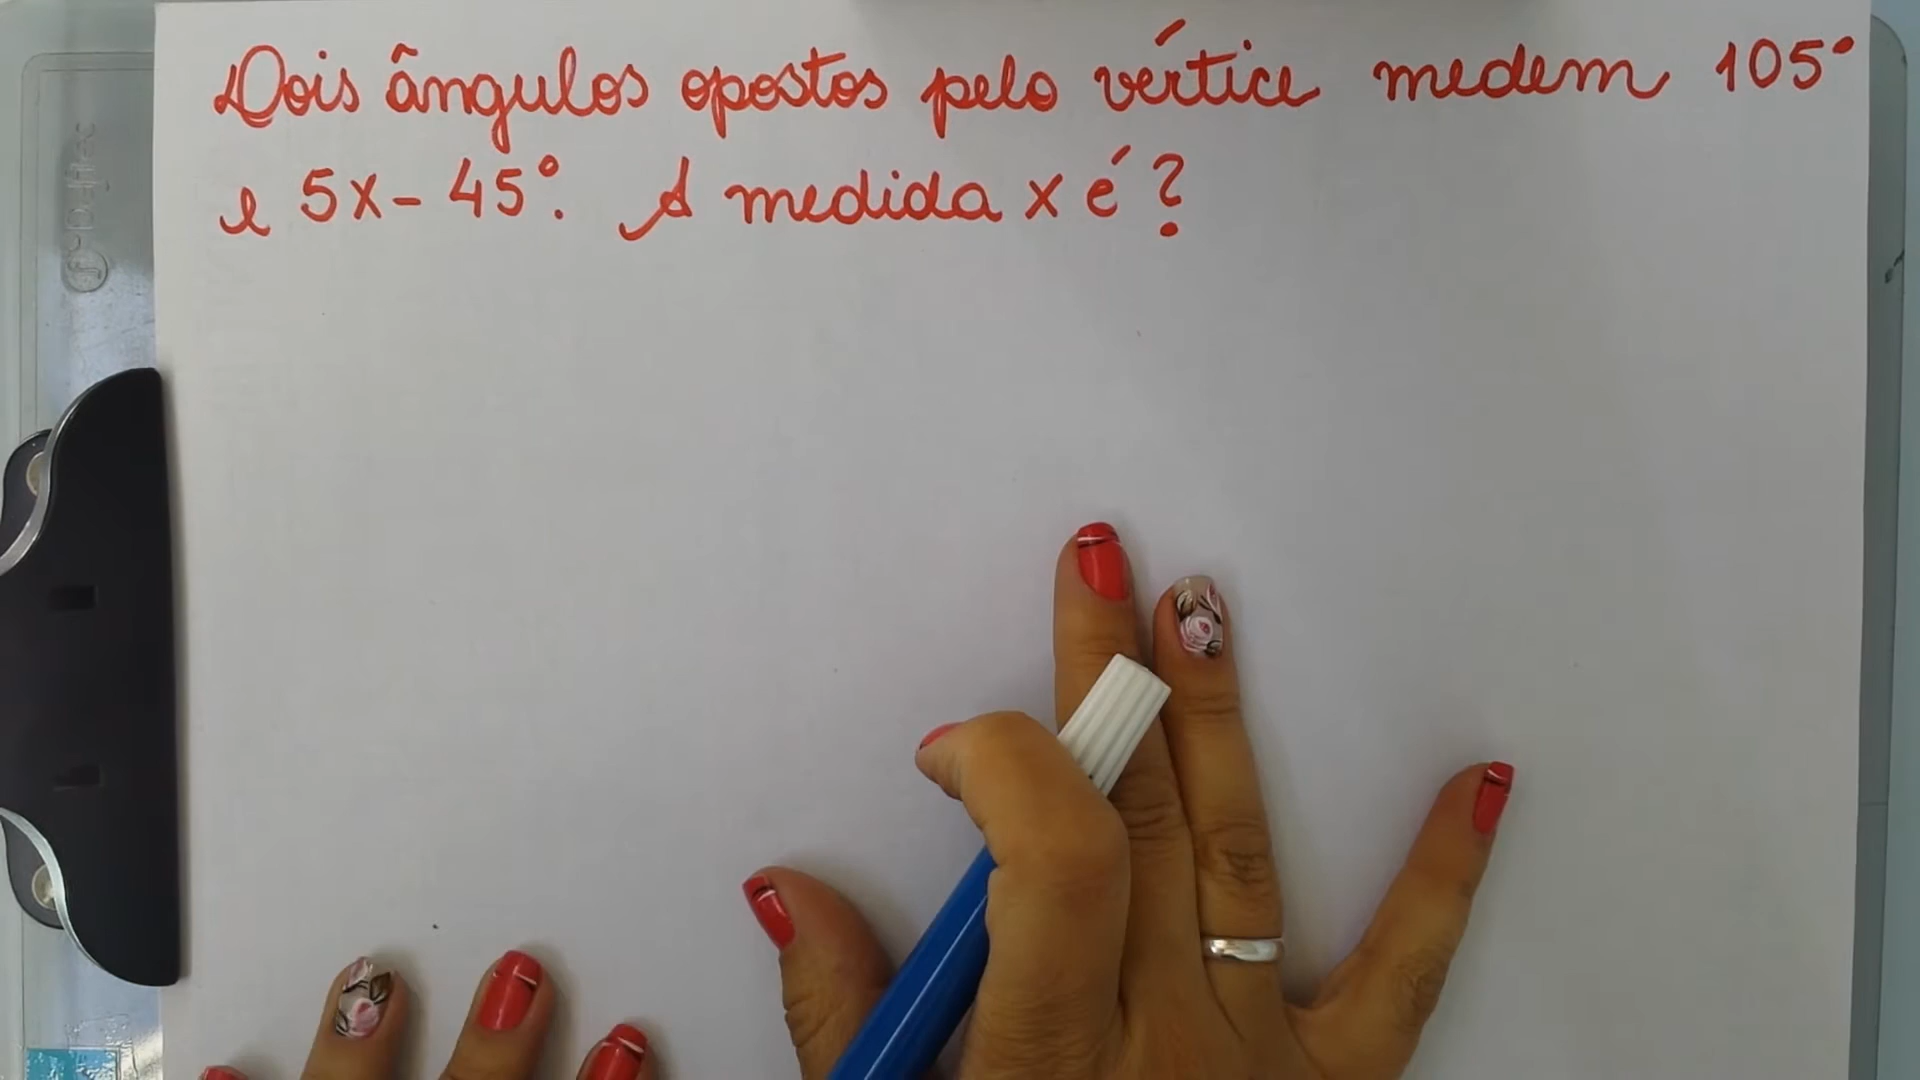 Dois ângulos opostos pelo vértice medem 105°
e 5x - 45°. A medida x é?